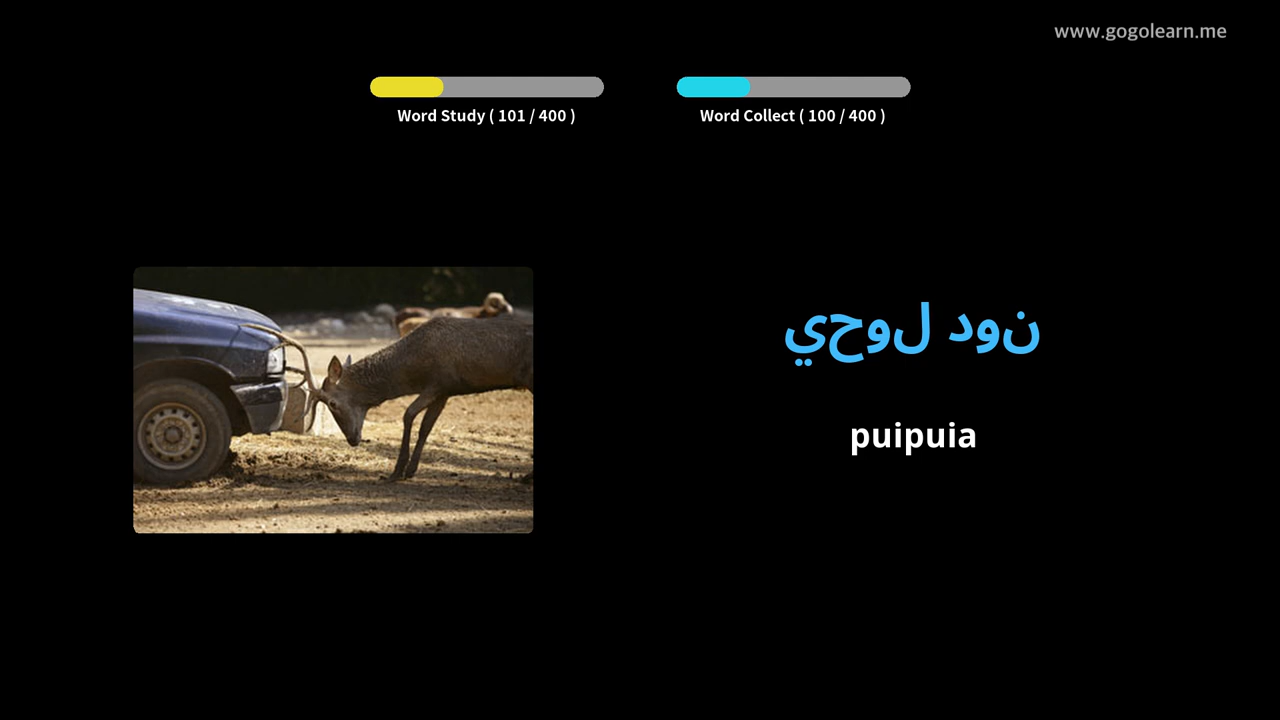 www.gogolearn.me
Word Study ( 101 / 400 )
Word Collect ( 100 / 400 )
نود لوحي
puipuia